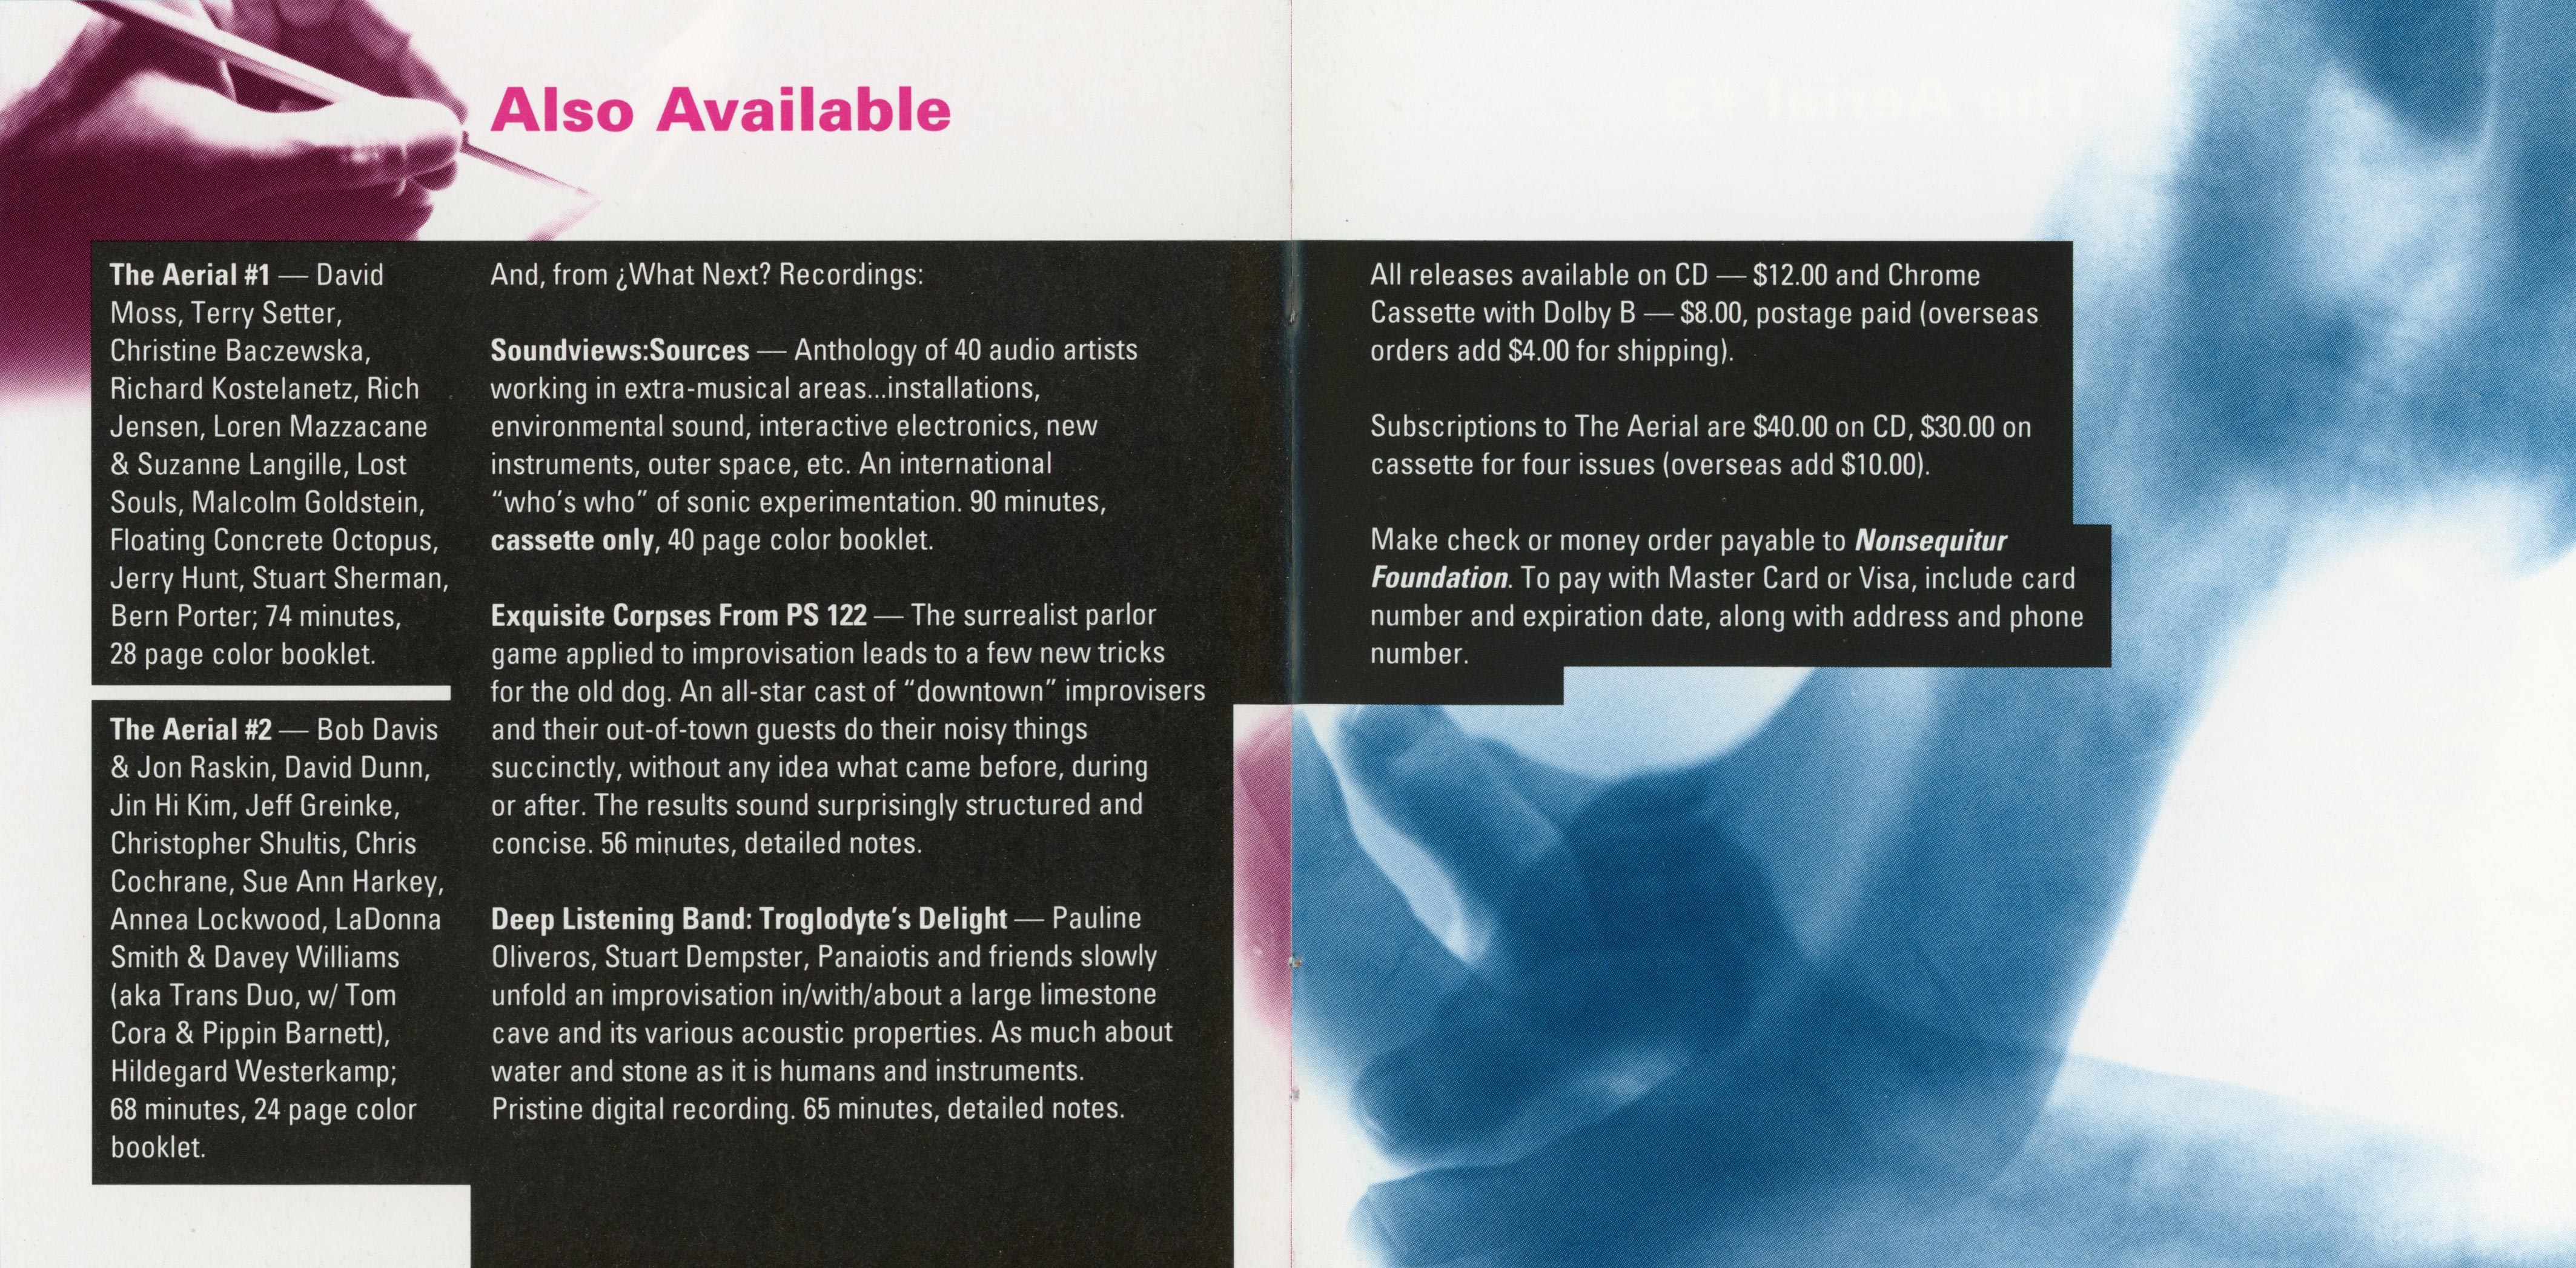 Also Available
The Aerial #1 — David
Moss, Terry Setter,
Christine Baczewska,
Richard Kostelanetz, Rich
Jensen, Loren Mazzacane
& Suzanne Langille, Lost
Souls, Malcolm Goldstein,
Floating Concrete Octopus,
Jerry Hunt, Stuart Sherman,
Bern Porter; 74 minutes,
28 page color booklet.
The Aerial #2 — Bob Davis
& Jon Raskin, David Dunn,
Jin Hi Kim, Jeff Greinke,
Christopher Shultis, Chris
Cochrane, Sue Ann Harkey,
Annea Lockwood, LaDonna
Smith & Davey Williams
(aka Trans Duo, w/ Tom
Cora & Pippin Barnett),
Hildegard Westerkamp;
68 minutes, 24 page color
booklet.
And, from ¿What Next? Recordings:
Soundviews:Sources — Anthology of 40 audio artists
working in extra-musical areas...installations,
environmental sound, interactive electronics, new
instruments, outer space, etc. An international
“who’s who” of sonic experimentation. 90 minutes,
cassette only, 40 page color booklet.
Exquisite Corpses From PS 122 — The surrealist parlor
game applied to improvisation leads to a few new tricks
for the old dog. An all-star cast of “downtown” improvisers
and their out-of-town guests do their noisy things
succinctly, without any idea what came before, during
or after. The results sound surprisingly structured and
concise. 56 minutes, detailed notes.
Deep Listening Band: Troglodyte’s Delight — Pauline
Oliveros, Stuart Dempster, Panaiotis and friends slowly
unfold an improvisation in/with/about a large limestone
cave and its various acoustic properties. As much about
water and stone as it is humans and instruments.
Pristine digital recording. 65 minutes, detailed notes.
The Aerial #3
All releases available on CD — $12.00 and Chrome
Cassette with Dolby B — $8.00, postage paid (overseas
orders add $4.00 for shipping).
Subscriptions to The Aerial are $40.00 on CD, $30.00 on
cassette for four issues (overseas add $10.00).
Make check or money order payable to Nonsequitur
Foundation. To pay with Master Card or Visa, include card
number and expiration date, along with address and phone
number.